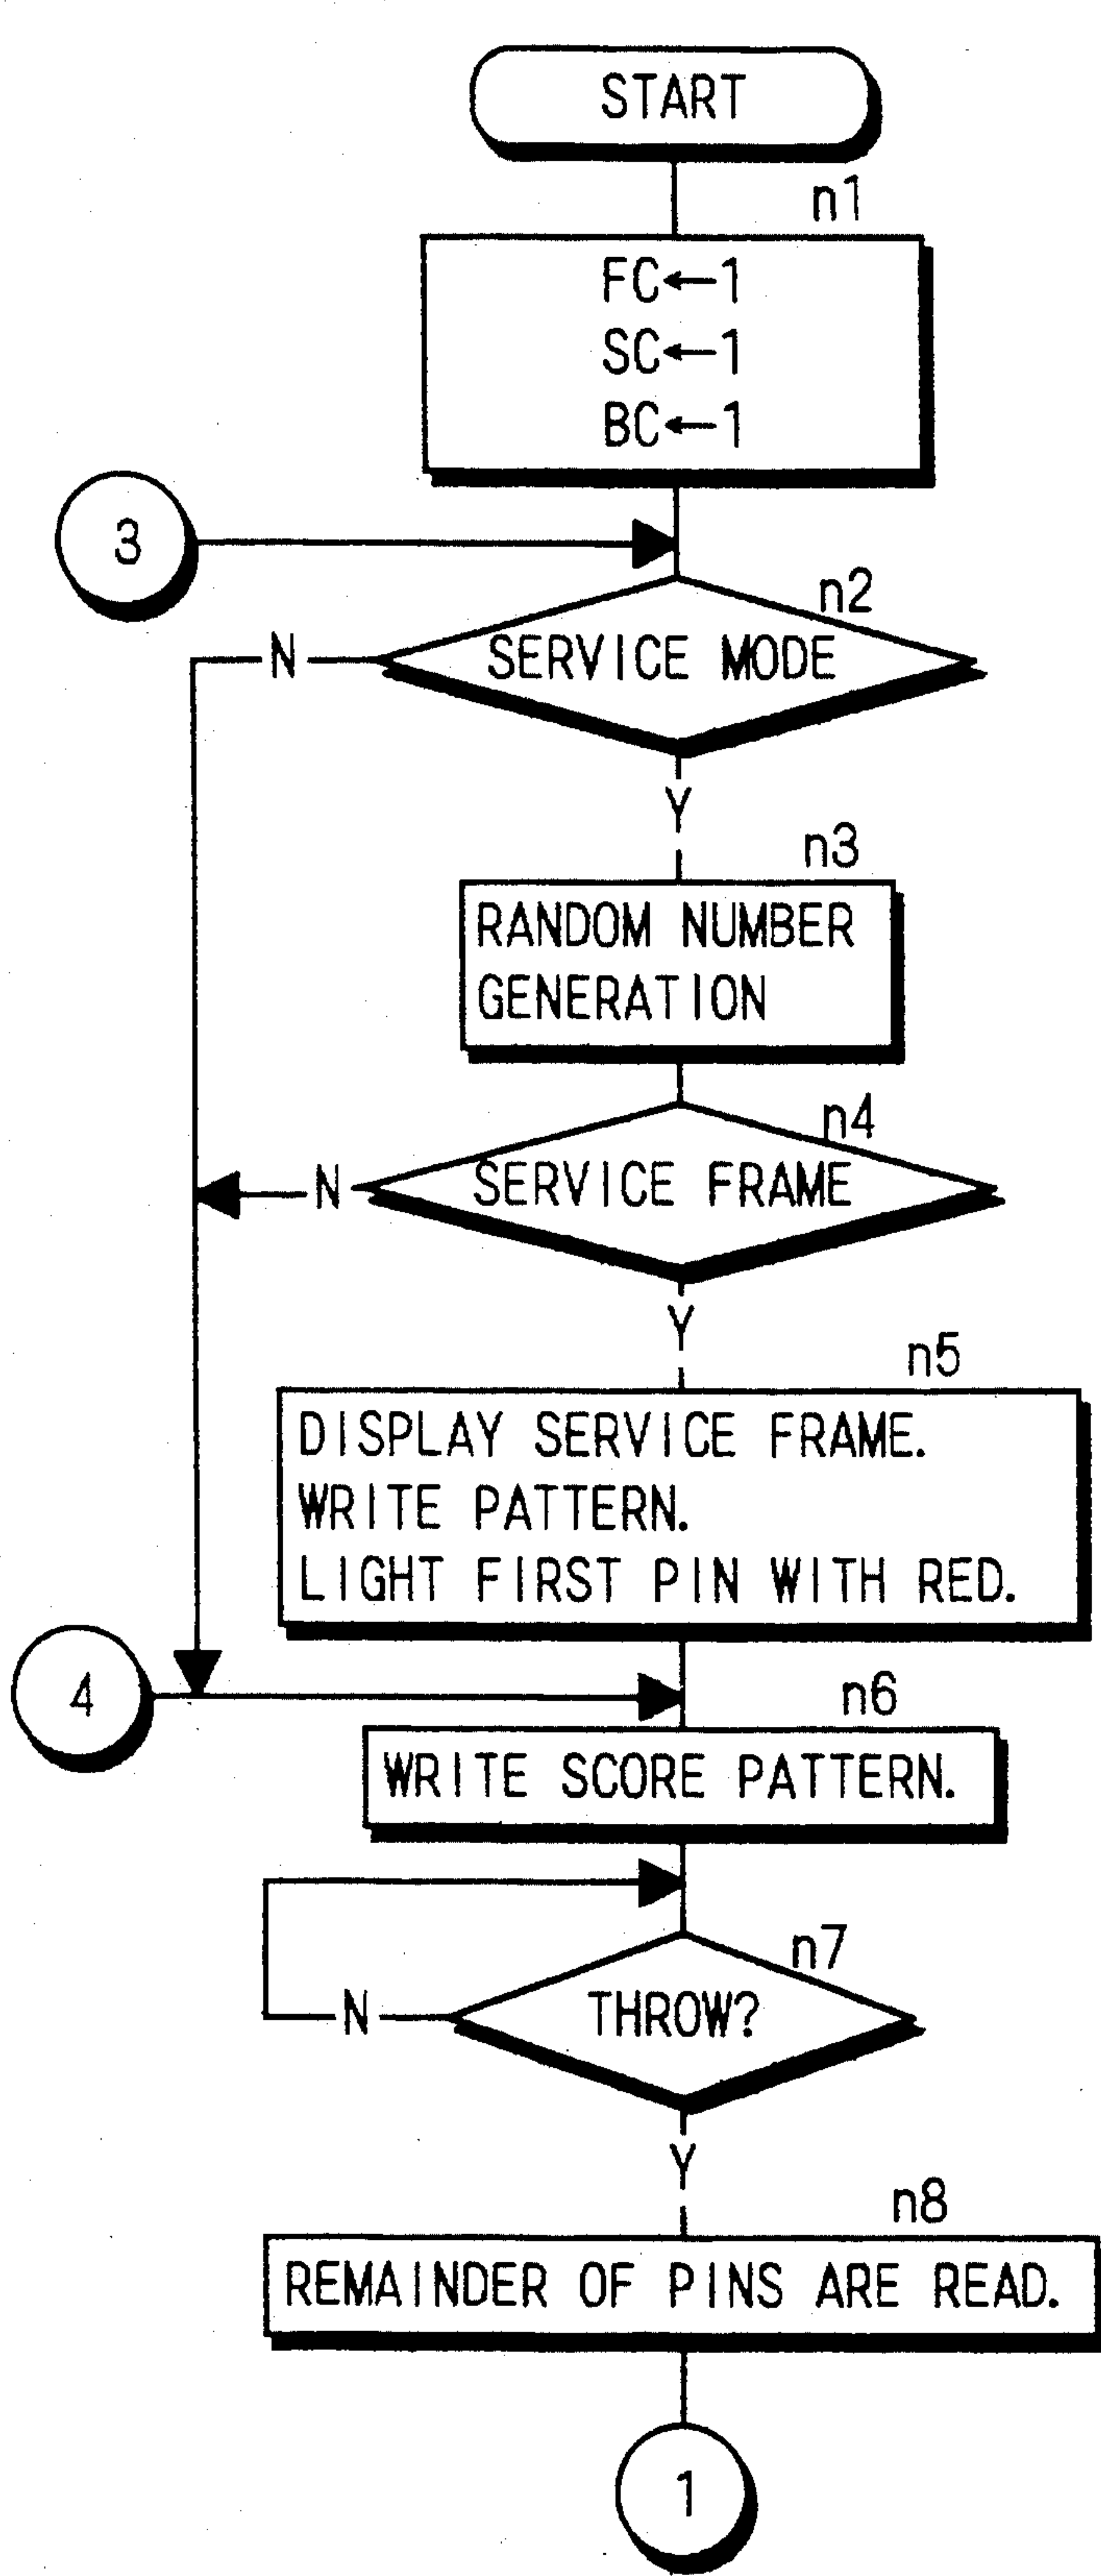 START
n1
FC←1
SC←1
BC←1
3
n2
N
SERVICE MODE
Y
n3
RANDOM NUMBER
GENERATION
n4
N
SERVICE FRAME
Y
n5
DISPLAY SERVICE FRAME.
WRITE PATTERN.
LIGHT FIRST PIN WITH RED.
4
n6
WRITE SCORE PATTERN.
n7
N
THROW?
Y
n8
REMAINDER OF PINS ARE READ.
1